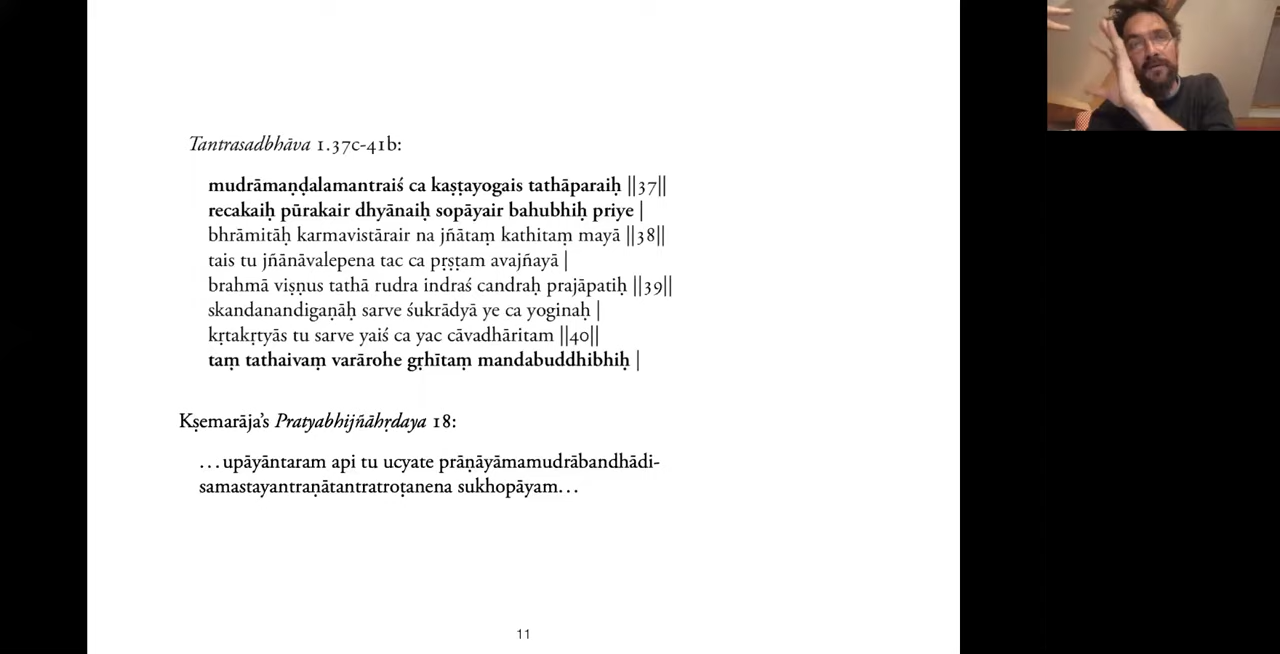 Tantrasadbhāva 1.37c-41b:
mudrāmaṇḍalamantraiś ca kaṣṭayogais tathāparaiḥ ||37||
recakaiḥ pūrakair dhyānaiḥ sopāyair bahubhiḥ priye |
bhrāmitāḥ karmavistārair na jñātaṃ kathitaṃ mayā ||38||
tais tu jñānāvalepena tac ca pṛṣṭam avajñayā |
brahmā viṣṇus tathā rudra indraś candraḥ prajāpatiḥ ||39||
skandanandigaṇāḥ sarve śukrādyā ye ca yoginaḥ |
kṛtakṛtyās tu sarve yaiś ca yac cāvadhāritam ||40||
taṃ tathaivaṃ varārohe gṛhītaṃ mandabuddhibhiḥ |
Kṣemarāja’s Pratyabhijñāhṛdaya 18:
…upāyāntaram api tu ucyate prāṇāyāmamudrābandhādi-
samastayantraṇātantratroṭanena sukhopāyam…
11